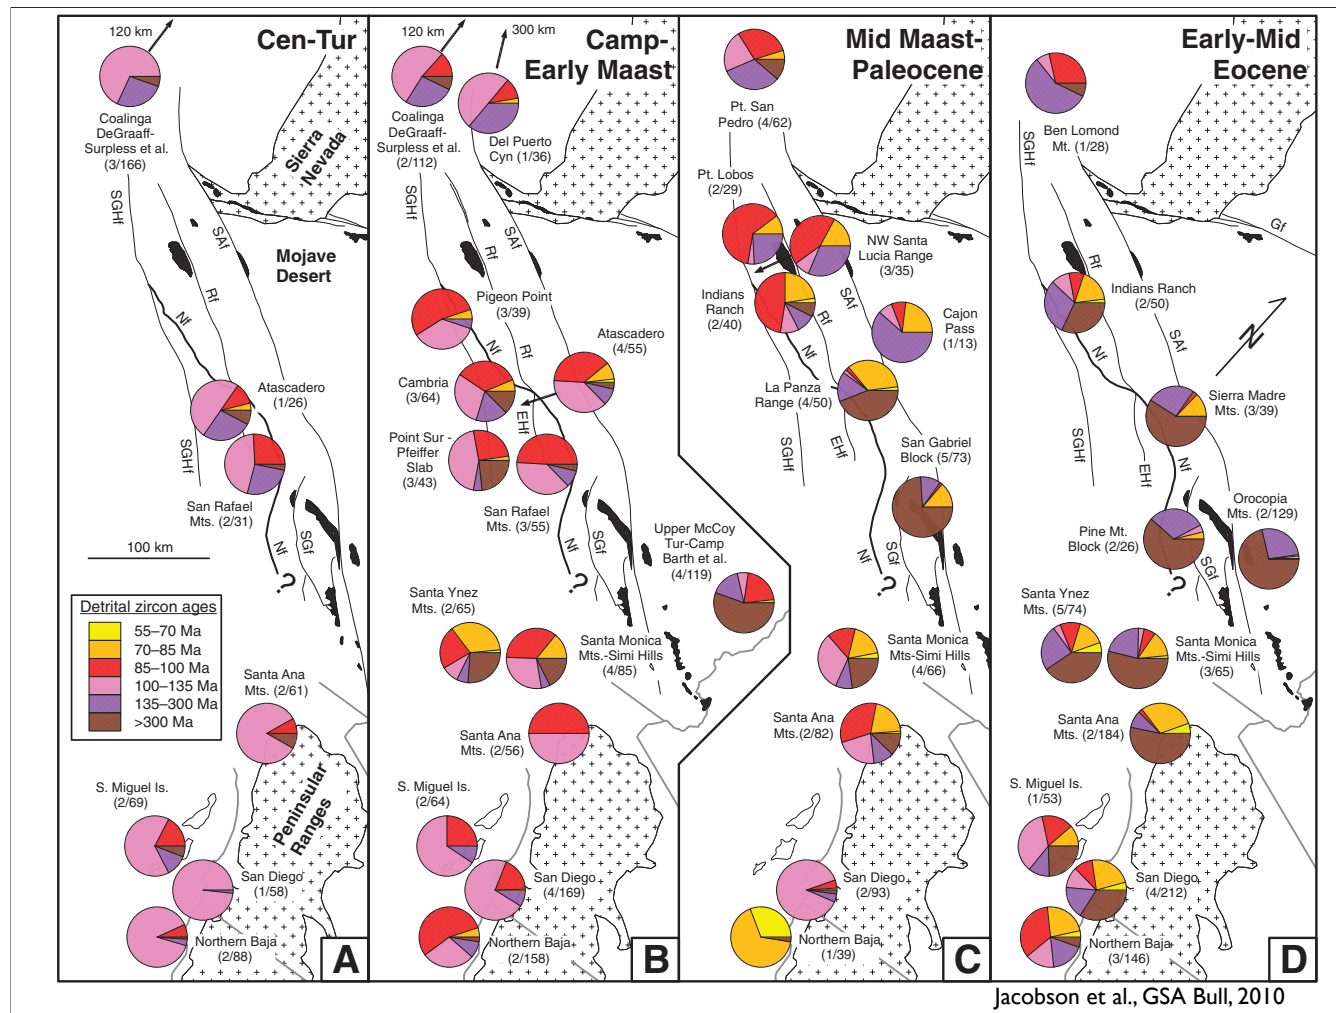 120 km
Cen-Tur
Coalinga
DeGraaff-
Surpless et al.
(3/166)
Sierra
Nevada
SGHf
SAf
Mojave
Desert
Rf
Nf
Atascadero
(1/26)
SGHf
San Rafael
Mts. (2/31)
100 km
Nf
SGf
?
Detrital zircon ages
55–70 Ma
70–85 Ma
85–100 Ma
100–135 Ma
135–300 Ma
>300 Ma
Santa Ana
Mts. (2/61)
S. Miguel Is.
(2/69)
Peninsular
Ranges
San Diego
(1/58)
Northern Baja
(2/88)
A
120 km
300 km
Camp-
Early Maast
Coalinga
DeGraaff-
Surpless et al.
(2/112)
Del Puerto
Cyn (1/36)
SGHf
SAf
Rf
Pigeon Point
(3/39)
Nf
Rf
Atascadero
(4/55)
Cambria
(3/64)
EHf
Point Sur -
Pfeiffer
Slab
(3/43)
San Rafael
Mts. (3/55)
Nf
SGf
?
Upper McCoy
Tur-Camp
Barth et al.
(4/119)
Santa Ynez
Mts. (2/65)
Santa Monica
Mts.-Simi Hills
(4/85)
Santa Ana
Mts. (2/56)
S. Miguel Is.
(2/64)
San Diego
(4/169)
Northern Baja
(2/158)
B
Mid Maast-
Paleocene
Pt. San
Pedro (4/62)
Pt. Lobos
(2/29)
NW Santa
Lucia Range
(3/35)
Indians
Ranch
(2/40)
SAf
Rf
Cajon
Pass
(1/13)
Nf
La Panza
Range (4/50)
SGHf
EHf
San Gabriel
Block (5/73)
Nf
SGf
?
Santa Monica
Mts-Simi Hills
(4/66)
Santa Ana
Mts.(2/82)
San Diego
(2/93)
Northern Baja
(1/39)
C
Early-Mid
Eocene
Ben Lomond
Mt. (1/28)
SGHf
Gf
Rf
Indians Ranch
(2/50)
N
Nf
SAf
Sierra Madre
Mts. (3/39)
SGHf
EHf
Nf
Orocopia
Mts. (2/129)
Pine Mt.
Block (2/26)
SGf
?
Santa Ynez
Mts. (5/74)
Santa Monica
Mts.-Simi Hills
(3/65)
Santa Ana
Mts. (2/184)
S. Miguel Is.
(1/53)
San Diego
(4/212)
Northern Baja
(3/146)
D
Jacobson et al., GSA Bull, 2010